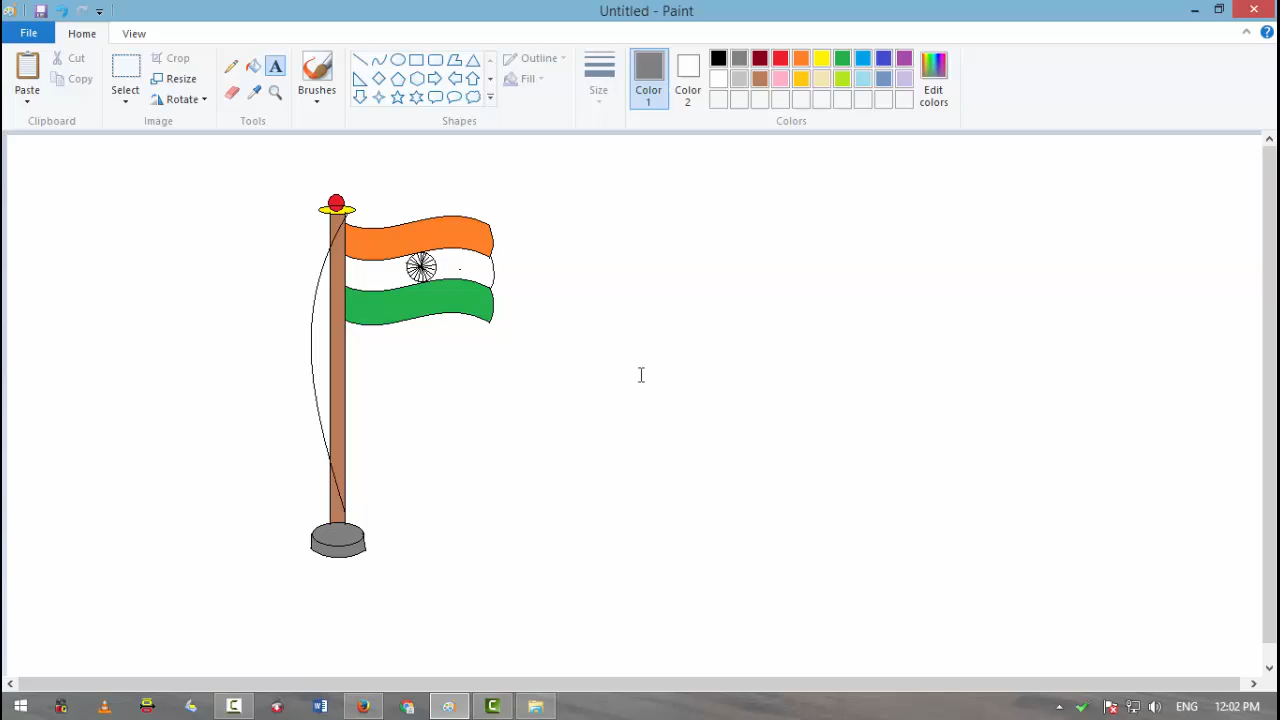 Untitled - Paint
File
Home
View
Paste
Cut
Copy
Clipboard
Select
Crop
Resize
Rotate
Image
A
Tools
Brushes
Outline
Fill
Shapes
Size
Color
1
Color
2
Edit
colors
Colors
ENG
12:02 PM